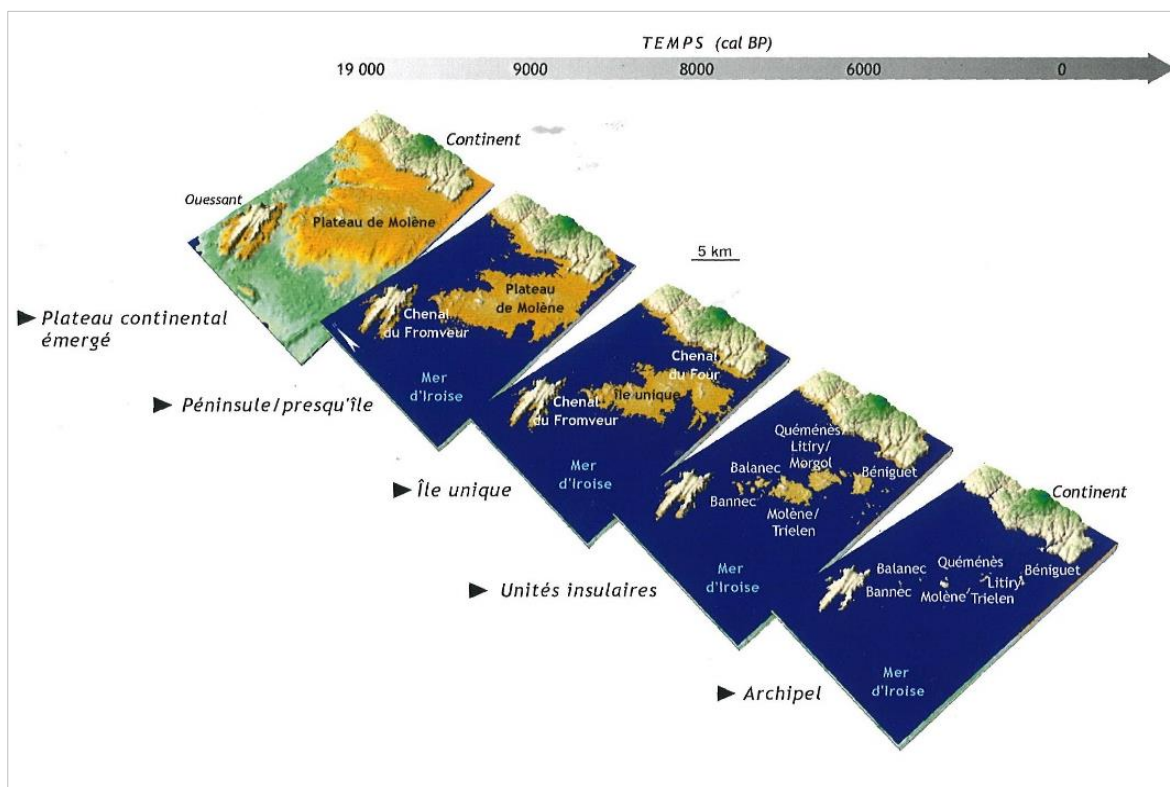 TEMPS (cal BP)
19 000
9000
8000
6000
0
Continent
Ouessant
Plateau de Molène
Plateau continental
émergé
5 km
Plateau
de Molène
Chenal
du Fromveur
Mer
d'Iroise
Péninsule/presqu'île
Chenal
du Four
île unique
Chenal
du Fromveur
Mer
d'Iroise
Île unique
Quéménès/
Litiry/
Morgol
Balanec
Béniguet
Bannec
Molène/
Trielen
Mer
d'Iroise
Unités insulaires
Continent
Balanec
Quéménès
Béniguet
Bannec
Litiry
Molène
Trielen
Mer
d'Iroise
Archipel